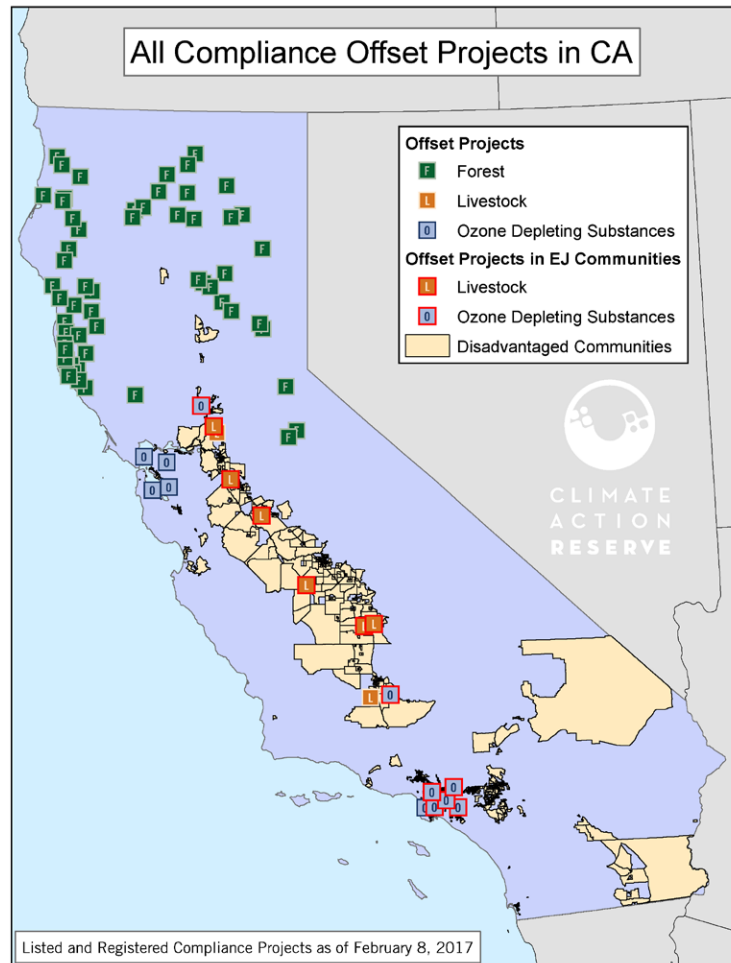 All Compliance Offset Projects in CA
Offset Projects
F Forest
L Livestock
O Ozone Depleting Substances
Offset Projects in EJ Communities
L Livestock
O Ozone Depleting Substances
Disadvantaged Communities
CLIMATE
ACTION
RESERVE
Listed and Registered Compliance Projects as of February 8, 2017